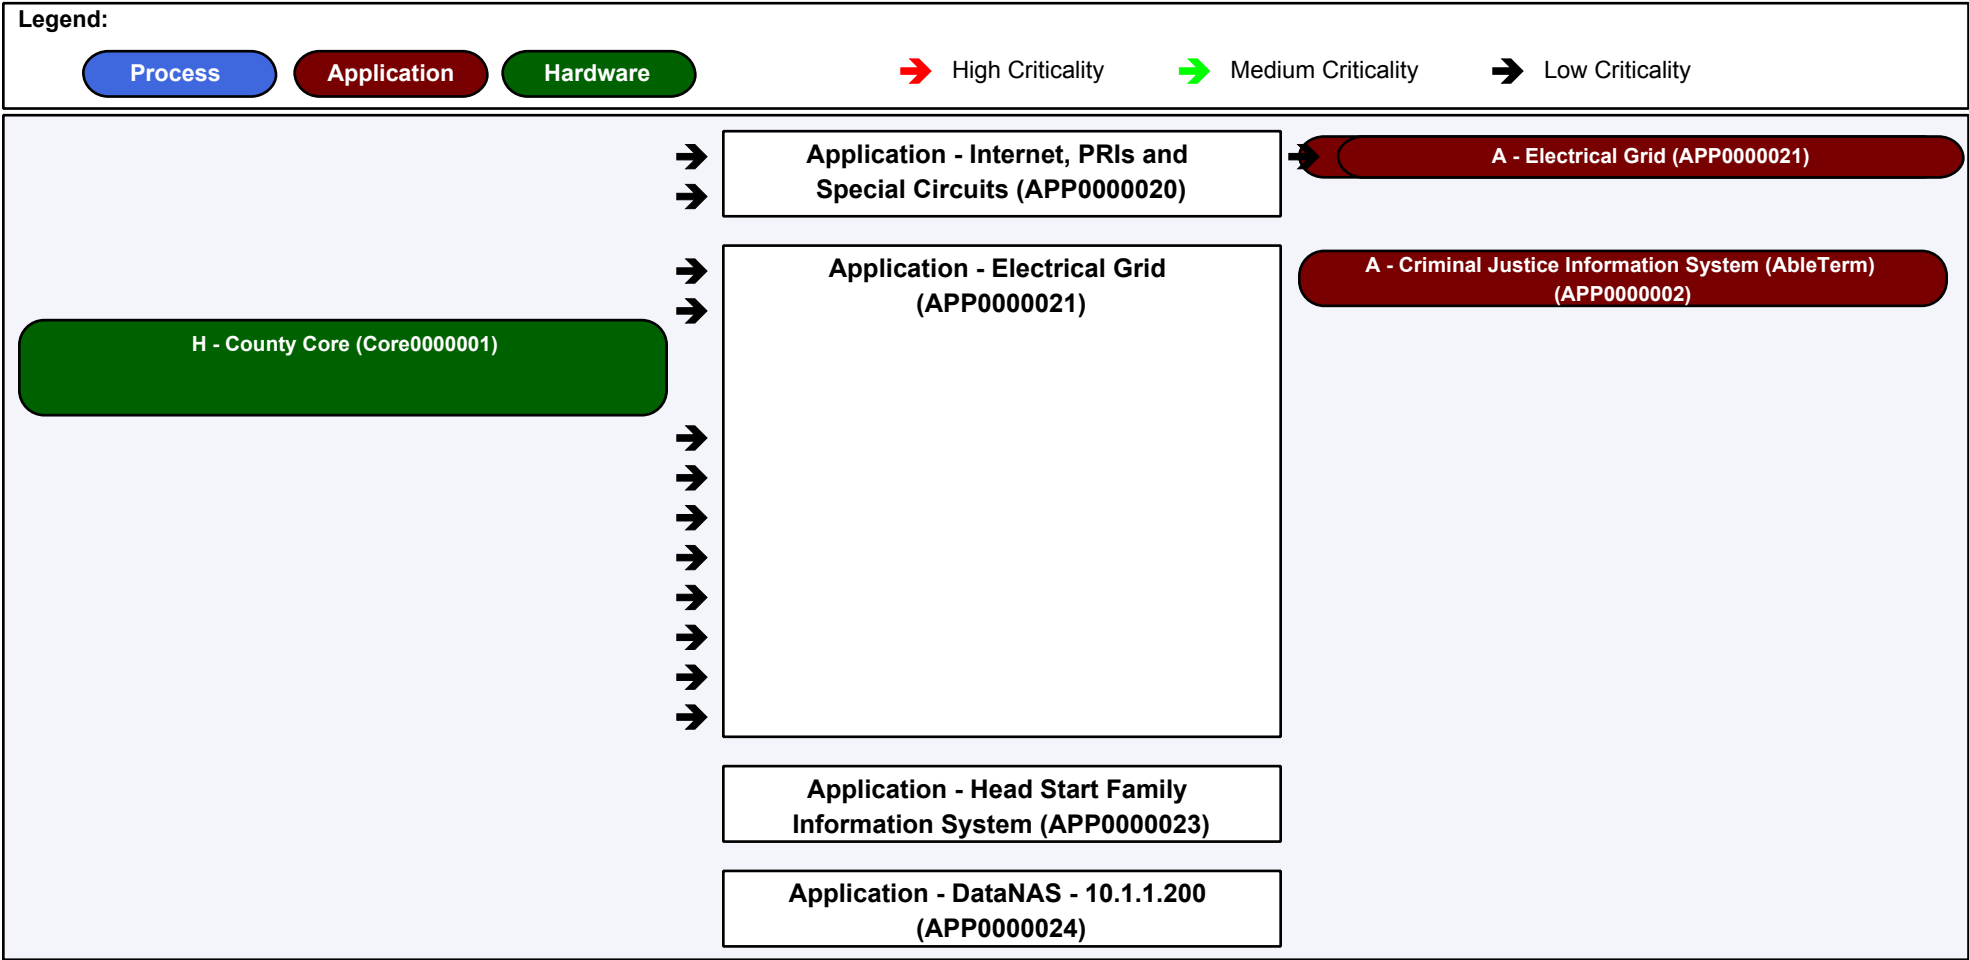 Legend:
Process
Application
Hardware
High Criticality
Medium Criticality
Low Criticality
Application - Internet, PRIs and
Special Circuits (APP0000020)
A - Electrical Grid (APP0000021)
Application - Electrical Grid
(APP0000021)
A - Criminal Justice Information System (AbleTerm)
(APP0000002)
H - County Core (Core0000001)
Application - Head Start Family
Information System (APP0000023)
Application - DataNAS - 10.1.1.200
(APP0000024)